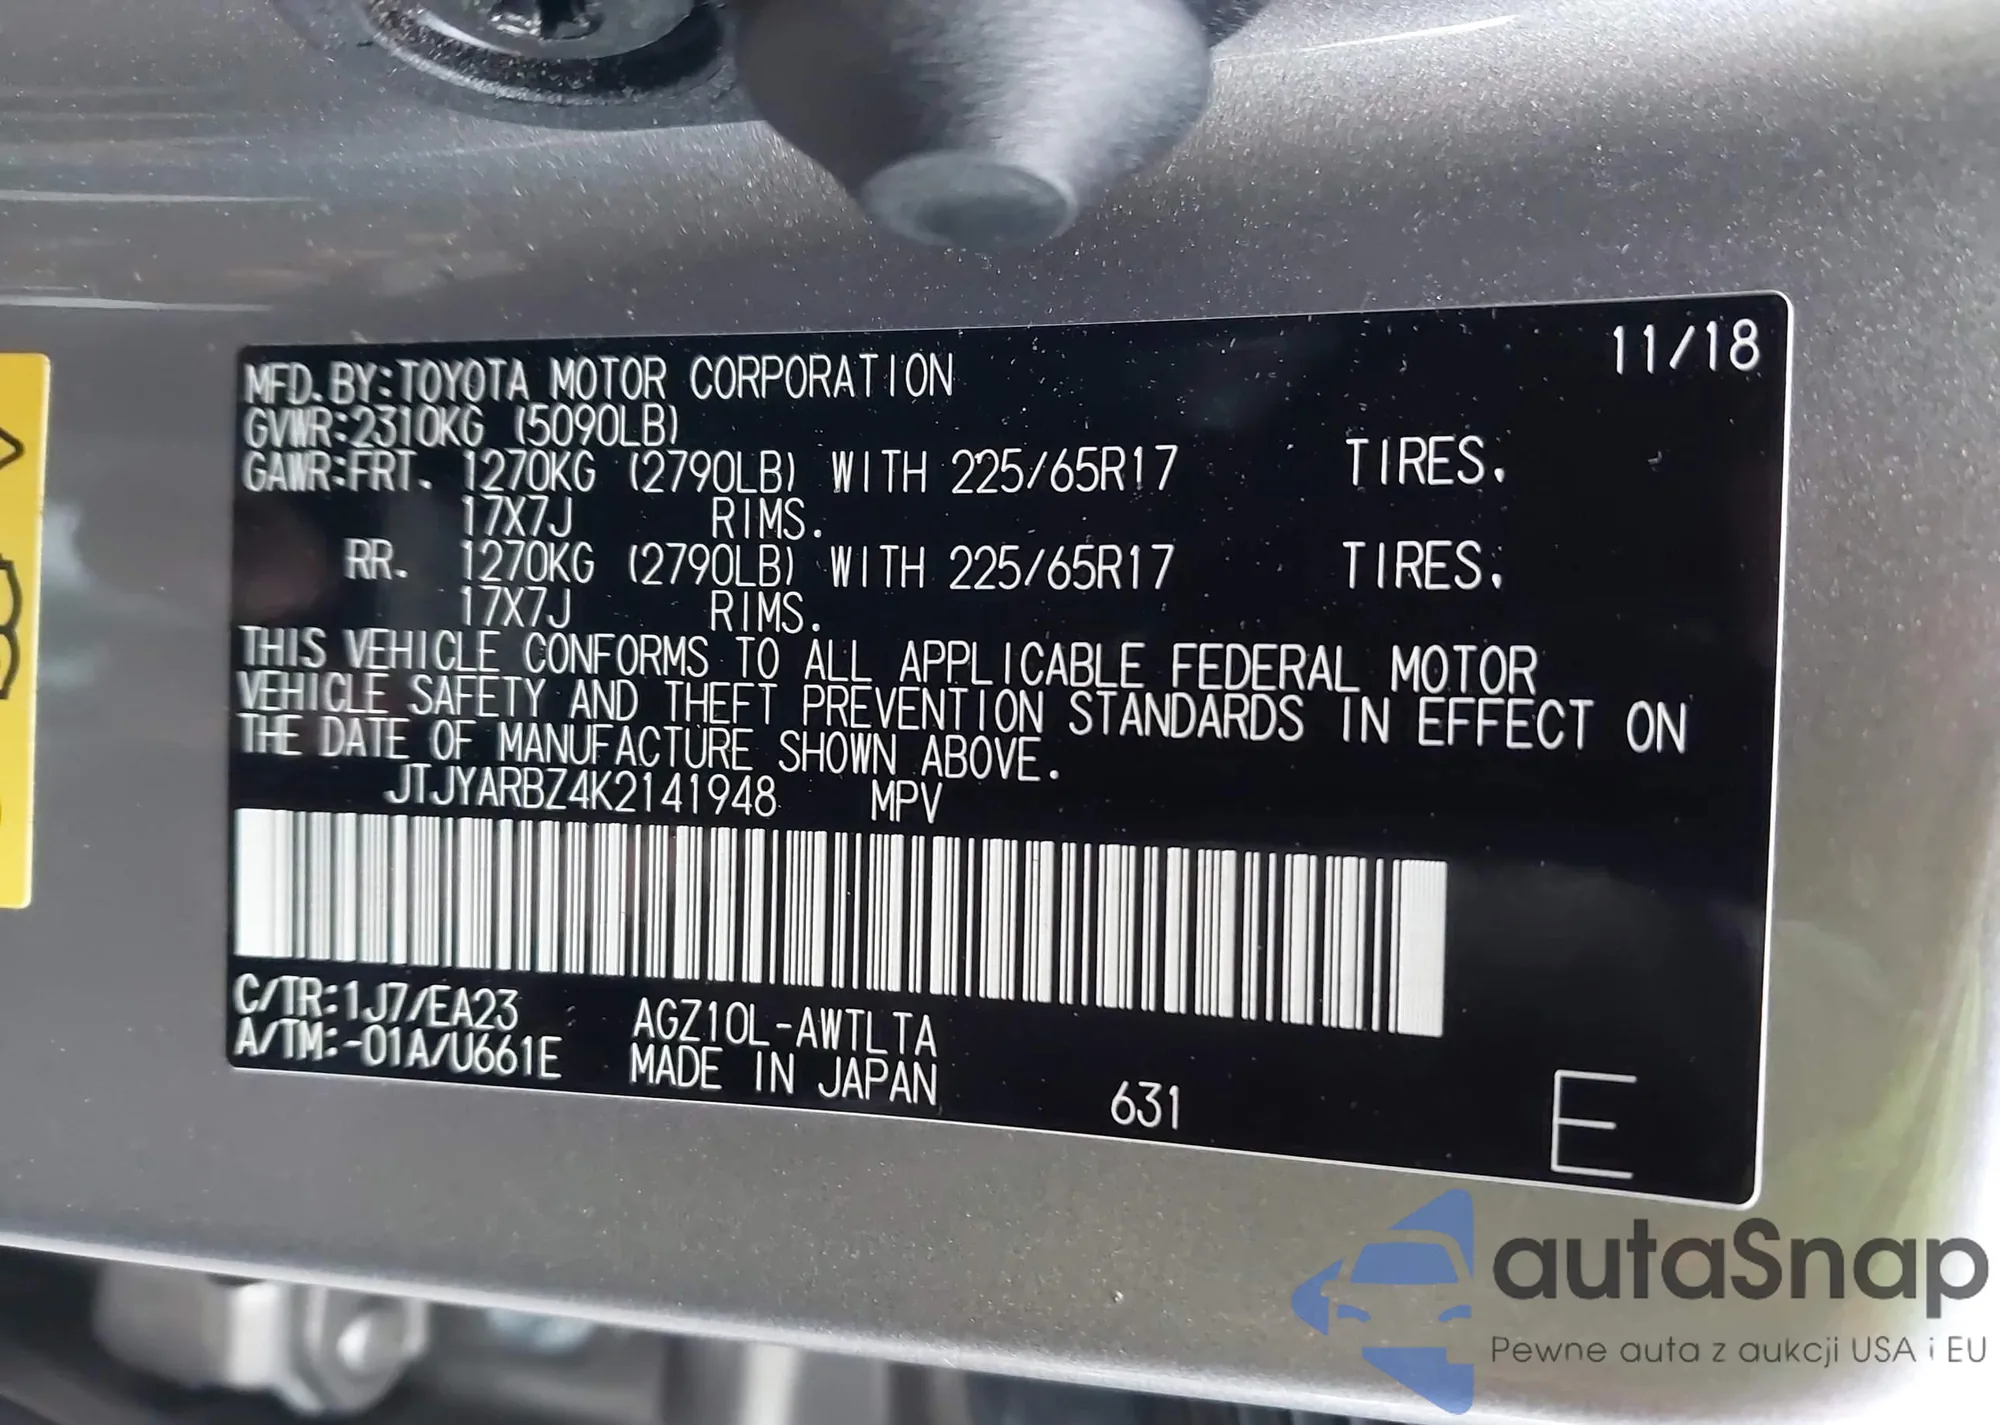 11/18
MFD. BY:TOYOTA MOTOR CORPORATION
GVWR:2310KG (5090LB)
GAWR:FRT. 1270KG (2790LB) WITH 225/65R17 TIRES.
17X7J RIMS.
RR. 1270KG (2790LB) WITH 225/65R17 TIRES.
17X7J RIMS.
THIS VEHICLE CONFORMS TO ALL APPLICABLE FEDERAL MOTOR
VEHICLE SAFETY AND THEFT PREVENTION STANDARDS IN EFFECT ON
THE DATE OF MANUFACTURE SHOWN ABOVE.
JTJYARBZ4K2141948 MPV
C/TR:1J7/EA23 AGZ10L-AWTLTA
A/TM:-01A/U661E MADE IN JAPAN 631 E
autaSnap
Pewne auta z aukcji USA i EU